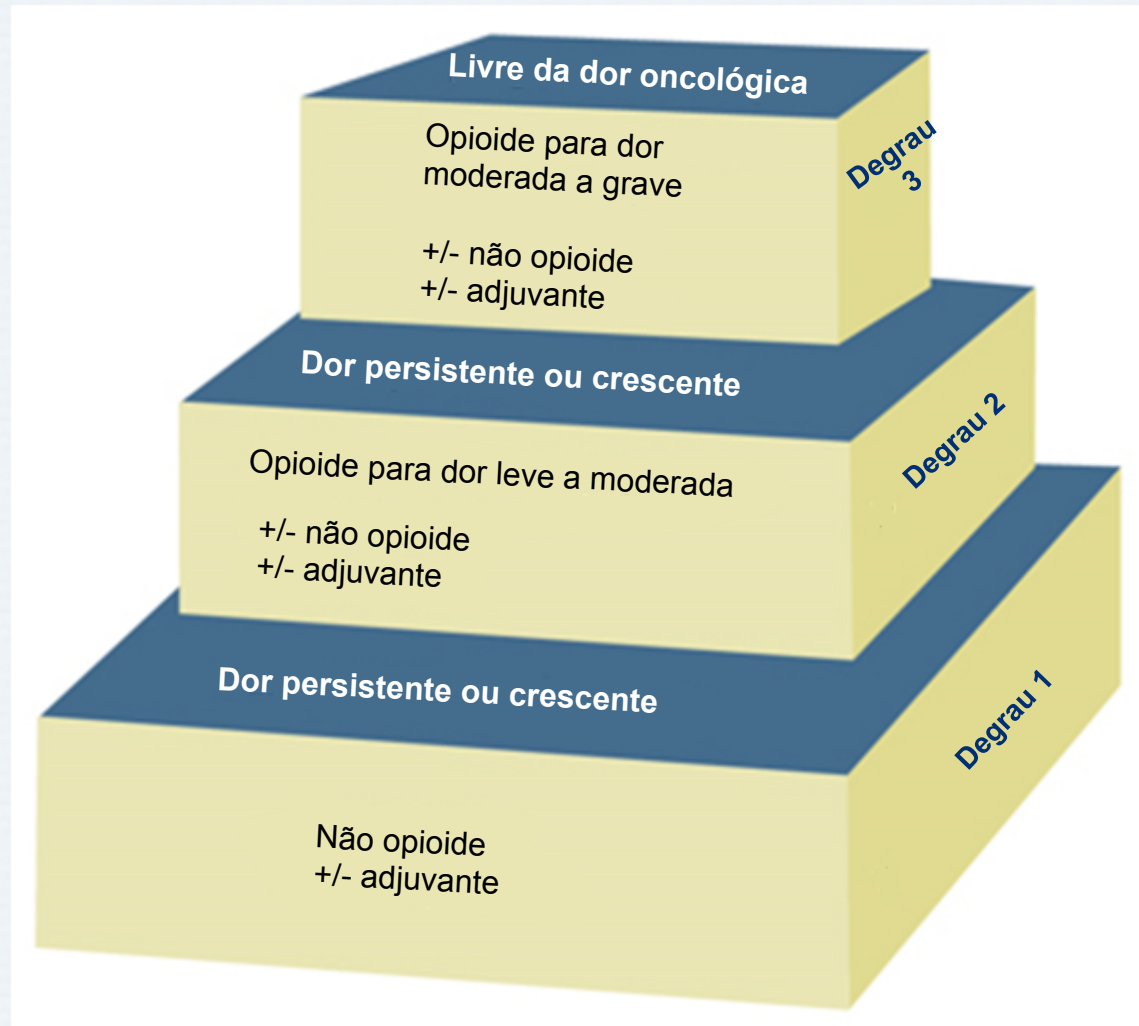 Livre da dor oncológica
Opioide para dor
moderada a grave
+/- não opioide
+/- adjuvante
Degrau
3
Dor persistente ou crescente
Opioide para dor leve a moderada
+/- não opioide
+/- adjuvante
Degrau 2
Dor persistente ou crescente
Não opioide
+/- adjuvante
Degrau 1